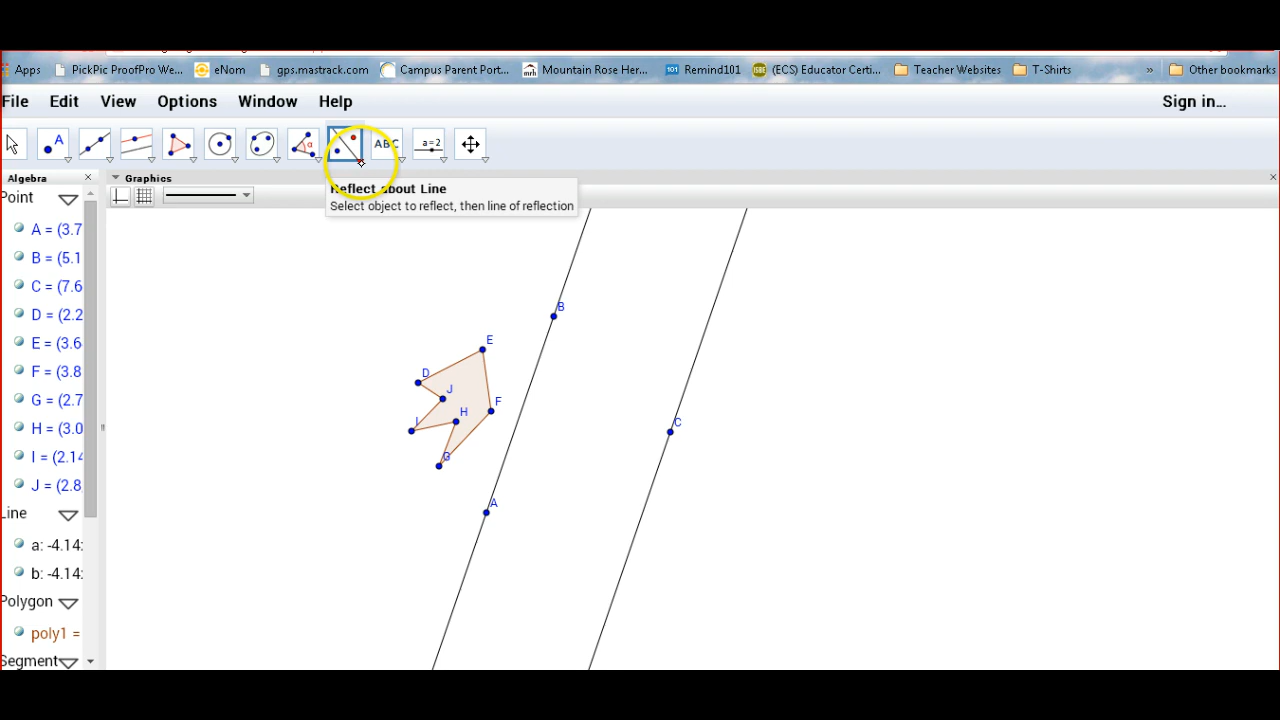 Apps PickPic ProofPro We... eNom gps.mastrack.com Campus Parent Port... mrh Mountain Rose Her... 101 Remind101 ISBE (ECS) Educator Certi... Teacher Websites T-Shirts » Other bookmarks
File Edit View Options Window Help Sign in...
A α ABC a=2
Algebra Graphics
Reflect about Line
Select object to reflect, then line of reflection
Point
A = (3.7
B = (5.1
C = (7.6
D = (2.2
E = (3.6
F = (3.8
G = (2.7
H = (3.0
I = (2.14
J = (2.8
Line
a: -4.14
b: -4.14
Polygon
poly1 =
Segment
B
E
D
J
F
H
I
C
G
A